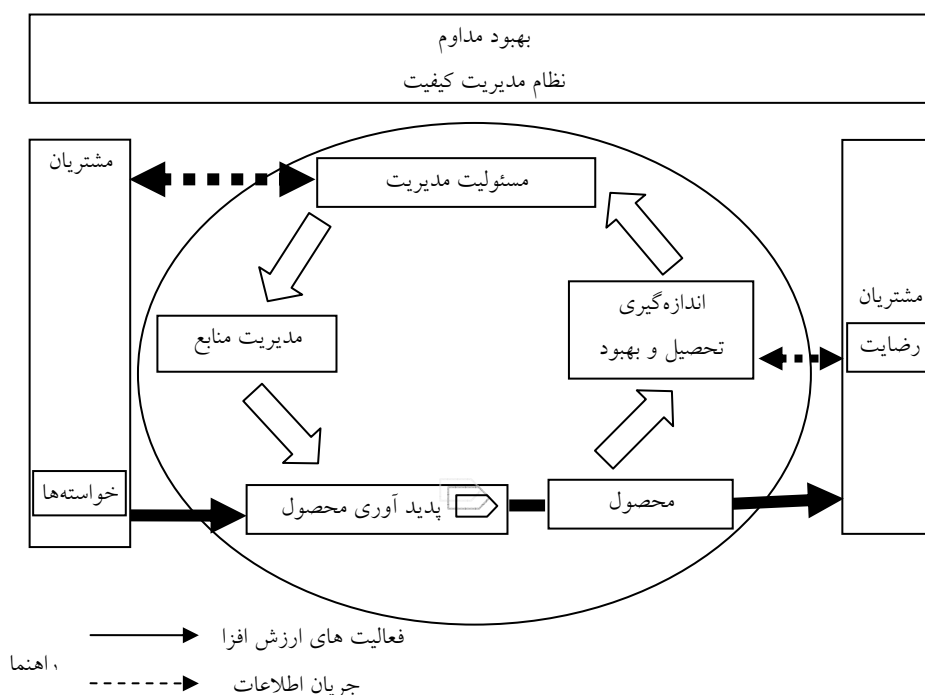 بهبود مداوم
نظام مدیریت کیفیت
مشتریان
مسئولیت مدیریت
اندازه‌گیری
تحصیل و بهبود
مشتریان
رضایت
مدیریت منابع
خواسته‌ها
پدید آوری محصول
محصول
فعالیت های ارزش افزا
راهنما
جریان اطلاعات